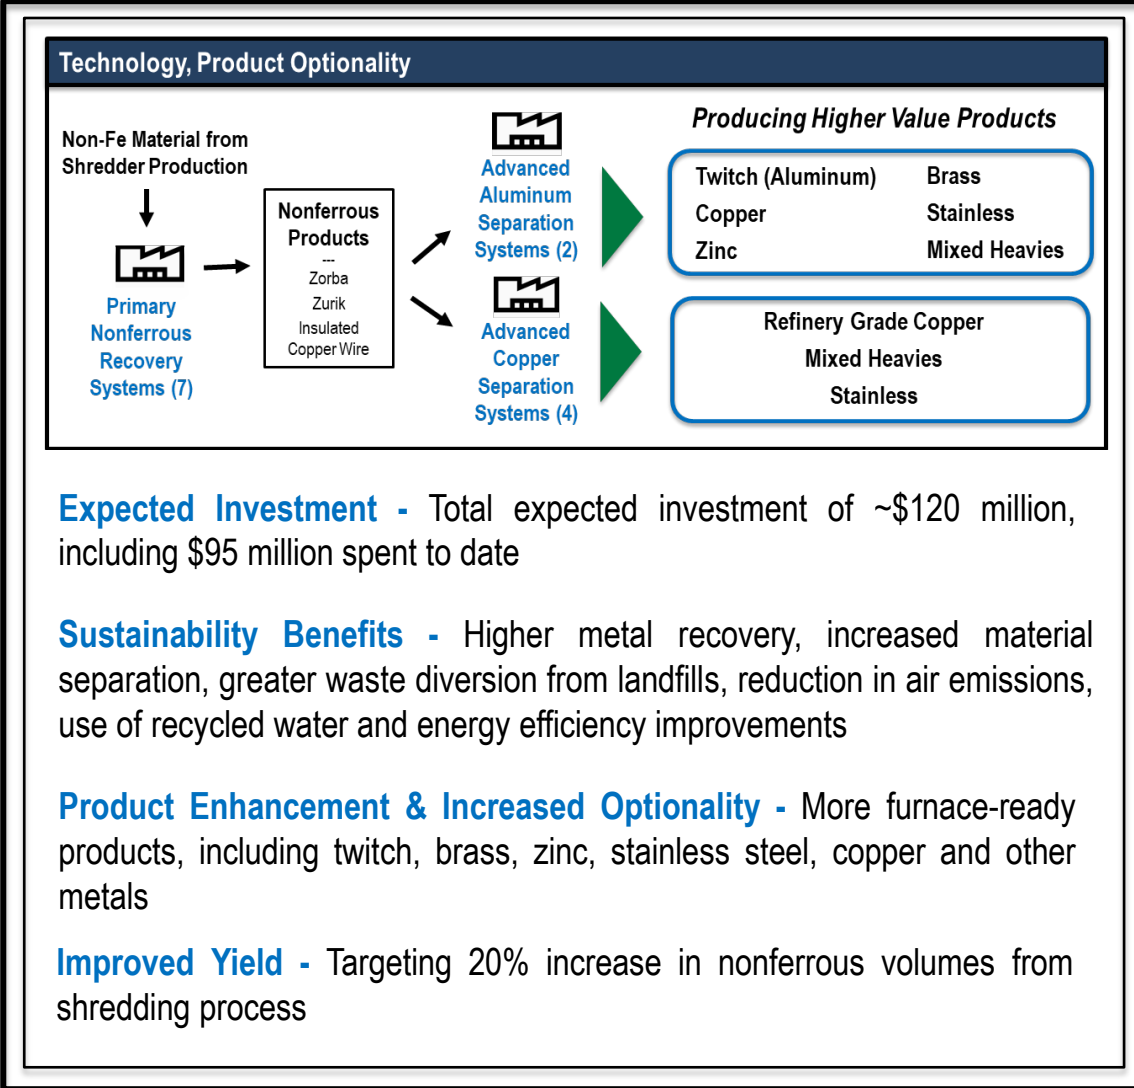 Technology, Product Optionality
Non-Fe Material from
Shredder Production
Primary
Nonferrous
Recovery
Systems (7)
Nonferrous
Products
---
Zorba
Zurik
Insulated
Copper Wire
Advanced
Aluminum
Separation
Systems (2)
Advanced
Copper
Separation
Systems (4)
Producing Higher Value Products
Twitch (Aluminum) Brass
Copper Stainless
Zinc Mixed Heavies
Refinery Grade Copper
Mixed Heavies
Stainless
Expected Investment - Total expected investment of ~$120 million,
including $95 million spent to date
Sustainability Benefits - Higher metal recovery, increased material
separation, greater waste diversion from landfills, reduction in air emissions,
use of recycled water and energy efficiency improvements
Product Enhancement & Increased Optionality - More furnace-ready
products, including twitch, brass, zinc, stainless steel, copper and other
metals
Improved Yield - Targeting 20% increase in nonferrous volumes from
shredding process